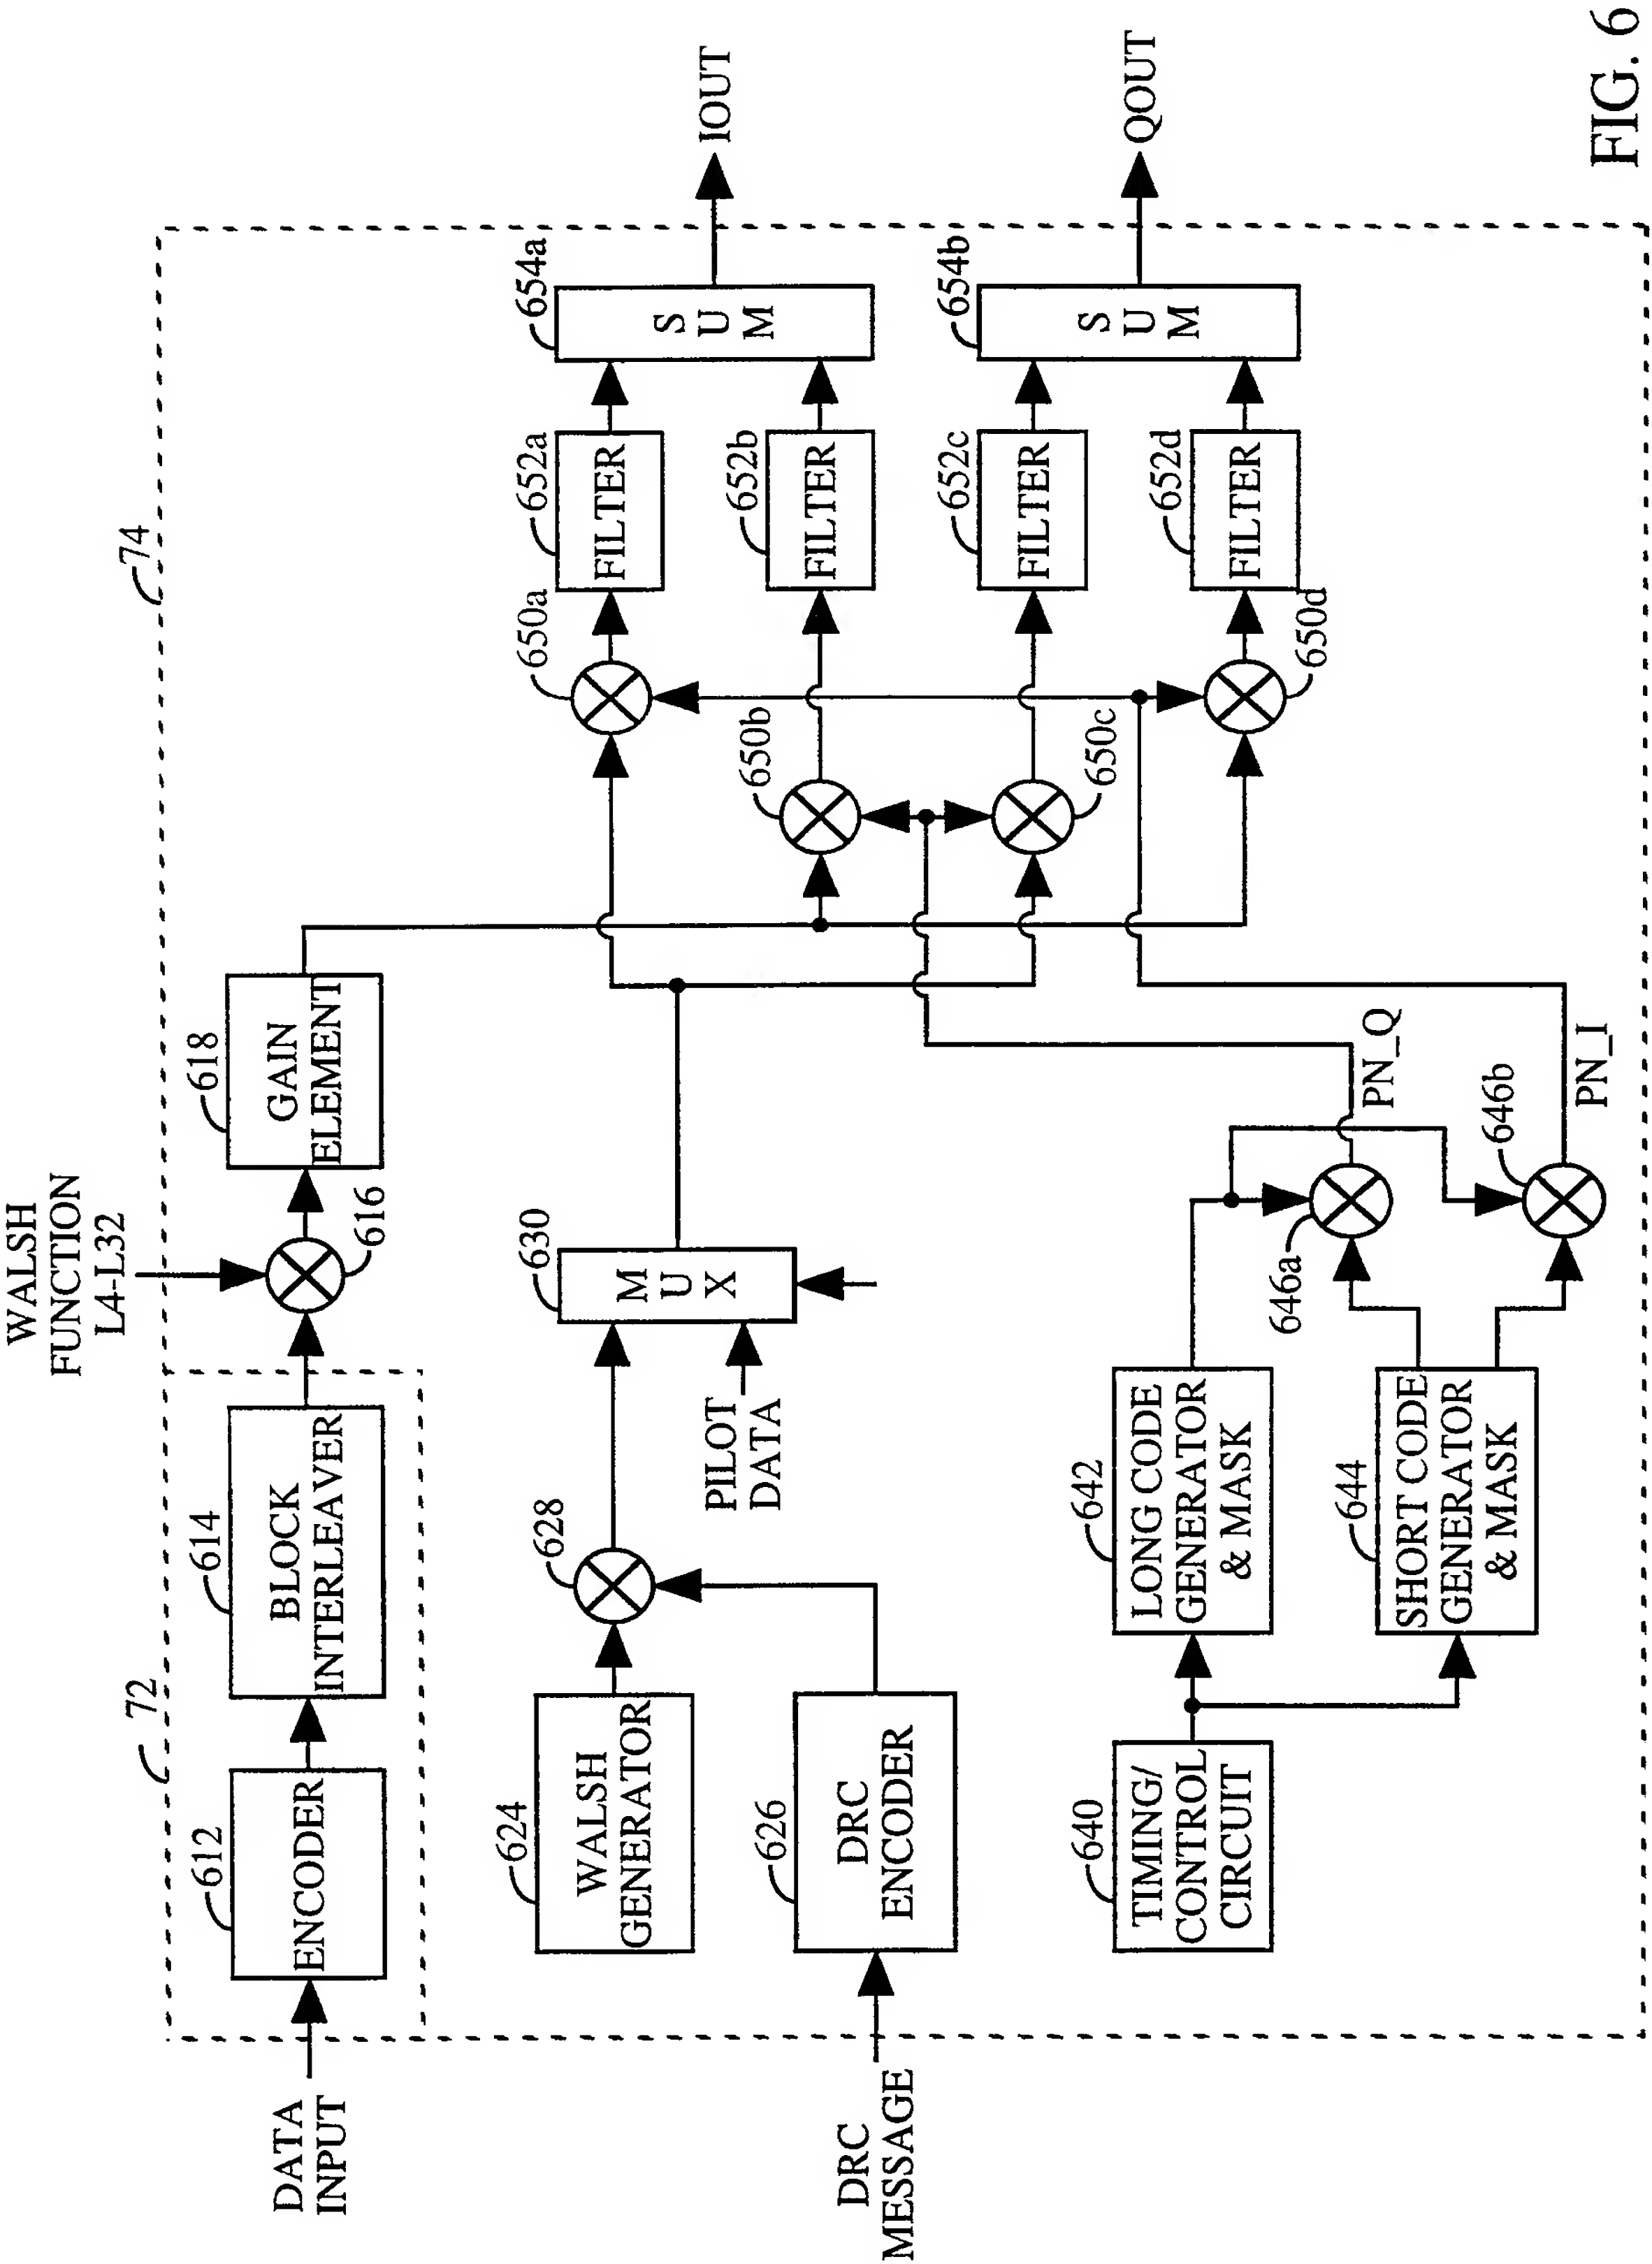 WALSH
FUNCTION
L4-L32
72
74
DATA
INPUT
612
ENCODER
614
BLOCK
INTERLEAVER
616
618
GAIN
ELEMENT
624
WALSH
GENERATOR
628
630
M
U
X
PILOT
DATA
DRC
MESSAGE
626
DRC
ENCODER
640
TIMING/
CONTROL
CIRCUIT
642
LONG CODE
GENERATOR
& MASK
644
SHORT CODE
GENERATOR
& MASK
646a
646b
PN_Q
PN_I
650a
650b
650c
650d
652a
FILTER
652b
FILTER
652c
FILTER
652d
FILTER
654a
S
U
M
654b
S
U
M
IOUT
QOUT
FIG. 6